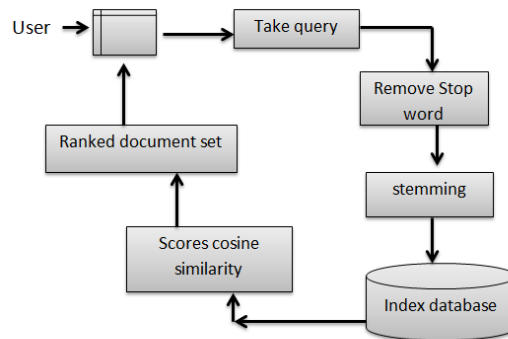 User
Take query
Remove Stop
word
stemming
Index database
Scores cosine
similarity
Ranked document set